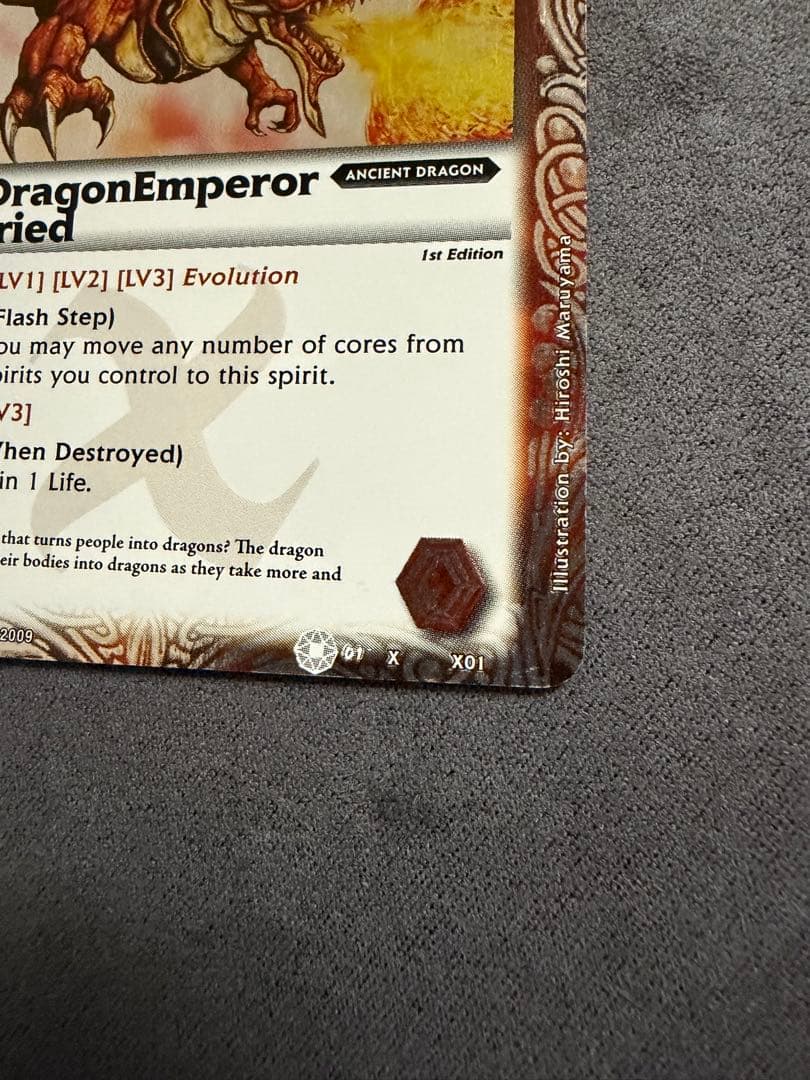 DragonEmperor
ANCIENT DRAGON
ried
1st Edition
LV1] [LV2] [LV3] Evolution
Flash Step)
ou may move any number of cores from
irits you control to this spirit.
V3]
hen Destroyed)
in 1 Life.
that turns people into dragons? The dragon
eir bodies into dragons as they take more and
2009
01 X X01
Illustration by: Hiroshi Maruyama